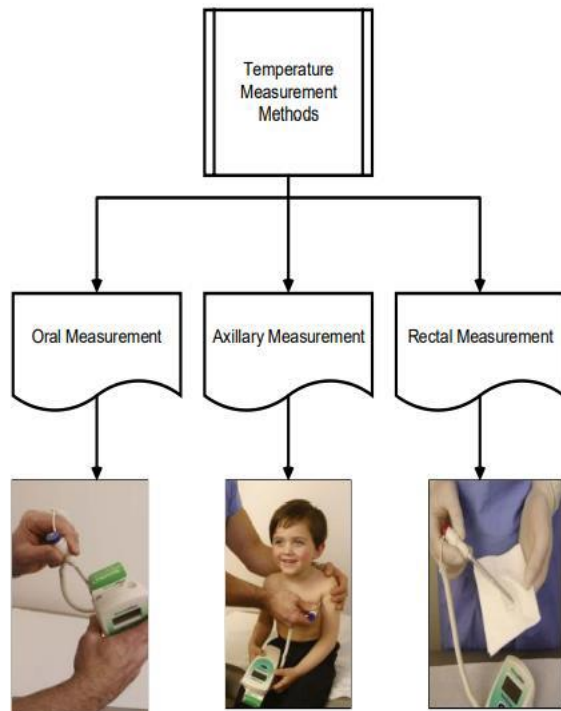 Temperature
Measurement
Methods
Oral Measurement
Axillary Measurement
Rectal Measurement